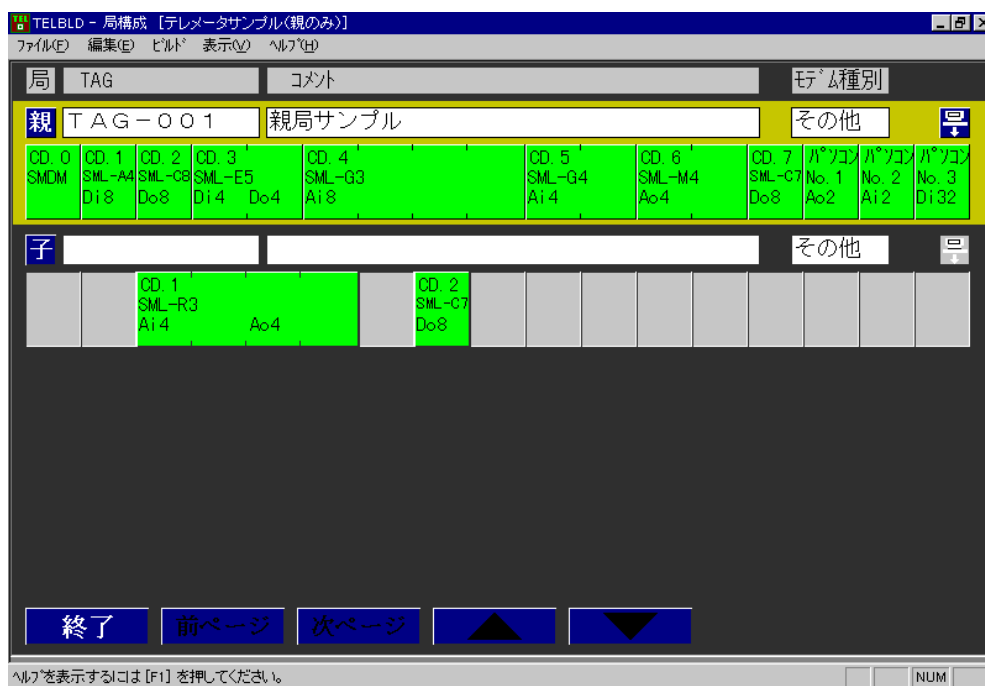 TELBLD - 局構成 [テレメータサンプル(親のみ)]
ﾌｧｲﾙ(F) 編集(E) ﾋﾞﾙﾄﾞ 表示(V) ﾍﾙﾌﾟ(H)
局 TAG コメント ﾓﾃﾞﾑ種別
親 ＴＡＧ－００１ 親局サンプル その他
CD. 0 CD. 1 CD. 2 CD. 3 CD. 4 CD. 5 CD. 6 CD. 7 ﾊﾟｿｺﾝ ﾊﾟｿｺﾝ ﾊﾟｿｺﾝ
SMDM SML-A4 SML-C8 SML-E5 SML-G3 SML-G4 SML-M4 SML-C7 No. 1 No. 2 No. 3
Di8 Do8 Di4 Do4 Ai8 Ai4 Ao4 Do8 Ao2 Ai2 Di32
子 その他
CD. 1 CD. 2
SML-R3 SML-C7
Ai4 Ao4 Do8
終了 前ページ 次ページ
ﾍﾙﾌﾟを表示するには [F1] を押してください。 NUM